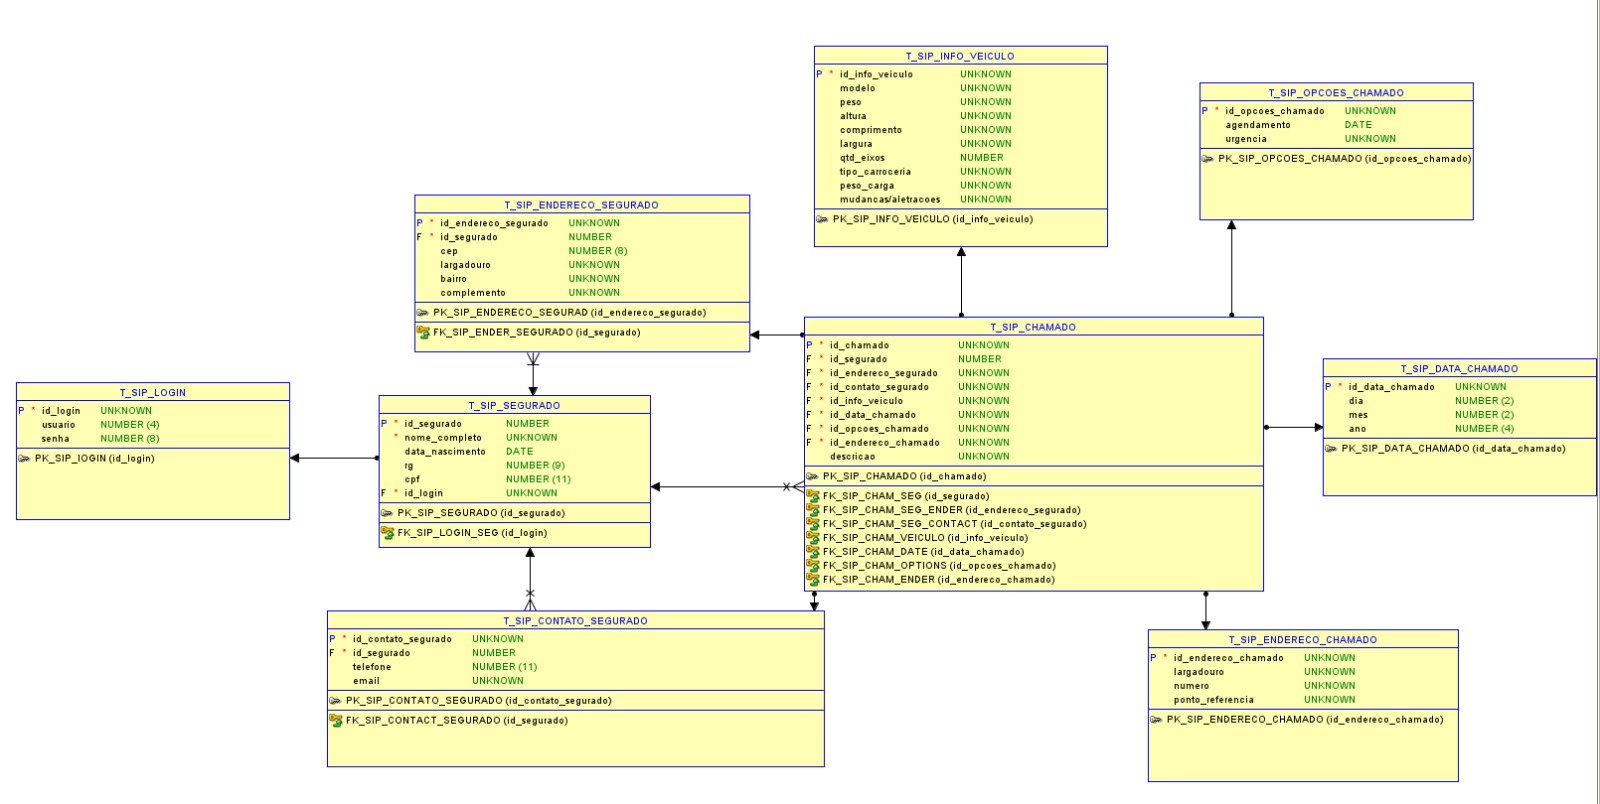 T_SIP_INFO_VEICULO
P * id_info_veiculo UNKNOWN
modelo UNKNOWN
peso UNKNOWN
altura UNKNOWN
comprimento UNKNOWN
largura UNKNOWN
qtd_eixos NUMBER
tipo_carroceria UNKNOWN
peso_carga UNKNOWN
mudancas/aletracoes UNKNOWN
PK_SIP_INFO_VEICULO (id_info_veiculo)
T_SIP_OPCOES_CHAMADO
P * id_opcoes_chamado UNKNOWN
agendamento DATE
urgencia UNKNOWN
PK_SIP_OPCOES_CHAMADO (id_opcoes_chamado)
T_SIP_ENDERECO_SEGURADO
P * id_endereco_segurado UNKNOWN
F * id_segurado NUMBER
cep NUMBER (8)
largadouro UNKNOWN
bairro UNKNOWN
complemento UNKNOWN
PK_SIP_ENDERECO_SEGURAD (id_endereco_segurado)
FK_SIP_ENDER_SEGURADO (id_segurado)
T_SIP_CHAMADO
P * id_chamado UNKNOWN
F * id_segurado NUMBER
F * id_endereco_segurado UNKNOWN
F * id_contato_segurado UNKNOWN
F * id_info_veiculo UNKNOWN
F * id_data_chamado UNKNOWN
F * id_opcoes_chamado UNKNOWN
F * id_endereco_chamado UNKNOWN
descricao UNKNOWN
PK_SIP_CHAMADO (id_chamado)
FK_SIP_CHAM_SEG (id_segurado)
FK_SIP_CHAM_SEG_ENDER (id_endereco_segurado)
FK_SIP_CHAM_SEG_CONTACT (id_contato_segurado)
FK_SIP_CHAM_VEICULO (id_info_veiculo)
FK_SIP_CHAM_DATE (id_data_chamado)
FK_SIP_CHAM_OPTIONS (id_opcoes_chamado)
FK_SIP_CHAM_ENDER (id_endereco_chamado)
T_SIP_DATA_CHAMADO
P * id_data_chamado UNKNOWN
dia NUMBER (2)
mes NUMBER (2)
ano NUMBER (4)
PK_SIP_DATA_CHAMADO (id_data_chamado)
T_SIP_LOGIN
P * id_login UNKNOWN
usuario NUMBER (4)
senha NUMBER (8)
PK_SIP_lOGIN (id_login)
T_SIP_SEGURADO
P * id_segurado NUMBER
* nome_completo UNKNOWN
data_nascimento DATE
rg NUMBER (9)
cpf NUMBER (11)
F * id_login UNKNOWN
PK_SIP_SEGURADO (id_segurado)
FK_SIP_LOGIN_SEG (id_login)
T_SIP_CONTATO_SEGURADO
P * id_contato_segurado UNKNOWN
F * id_segurado NUMBER
telefone NUMBER (11)
email UNKNOWN
PK_SIP_CONTATO_SEGURADO (id_contato_segurado)
FK_SIP_CONTACT_SEGURADO (id_segurado)
T_SIP_ENDERECO_CHAMADO
P * id_endereco_chamado UNKNOWN
largadouro UNKNOWN
numero UNKNOWN
ponto_referencia UNKNOWN
PK_SIP_ENDERECO_CHAMADO (id_endereco_chamado)